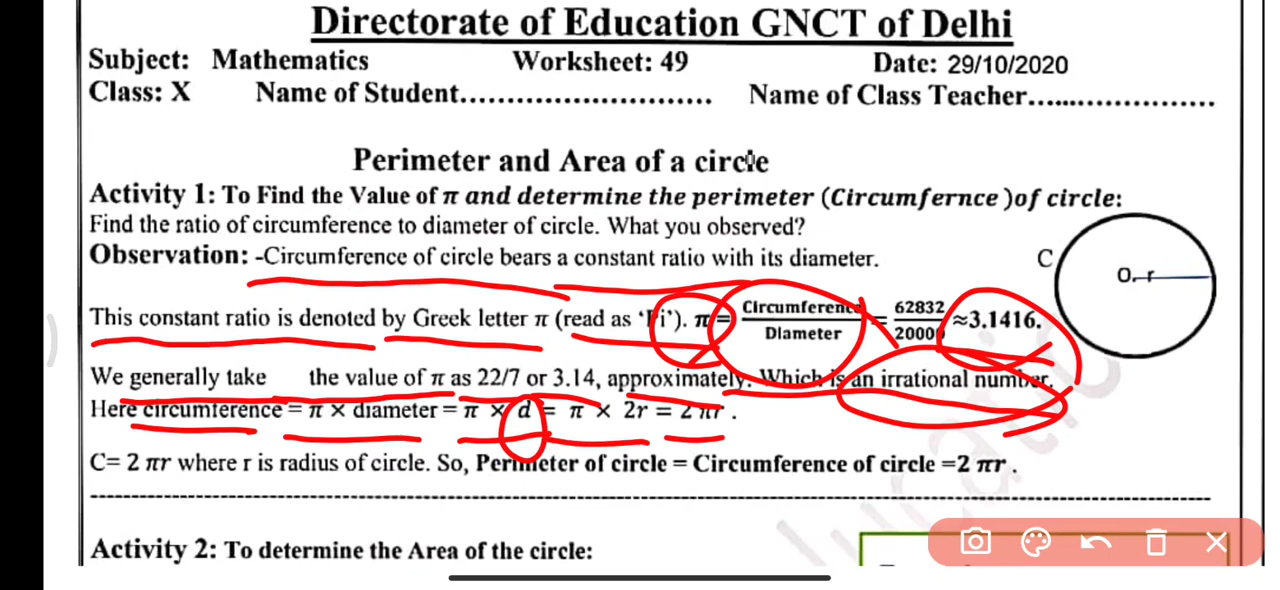 Directorate of Education GNCT of Delhi
Subject: Mathematics Worksheet: 49 Date: 29/10/2020
Class: X Name of Student............................ Name of Class Teacher........................
Perimeter and Area of a circle
Activity 1: To Find the Value of π and determine the perimeter (Circumfernce )of circle:
Find the ratio of circumference to diameter of circle. What you observed?
Observation: -Circumference of circle bears a constant ratio with its diameter.
C
O. r
This constant ratio is denoted by Greek letter π (read as ‘Pi’). π = Circumference / Diameter = 62832 / 20000 ≈3.1416.
We generally take the value of π as 22/7 or 3.14, approximately. Which is an irrational number.
Here circumference = π × diameter = π × d = π × 2r = 2 πr .
C= 2 πr where r is radius of circle. So, Perimeter of circle = Circumference of circle =2 πr .
Activity 2: To determine the Area of the circle: